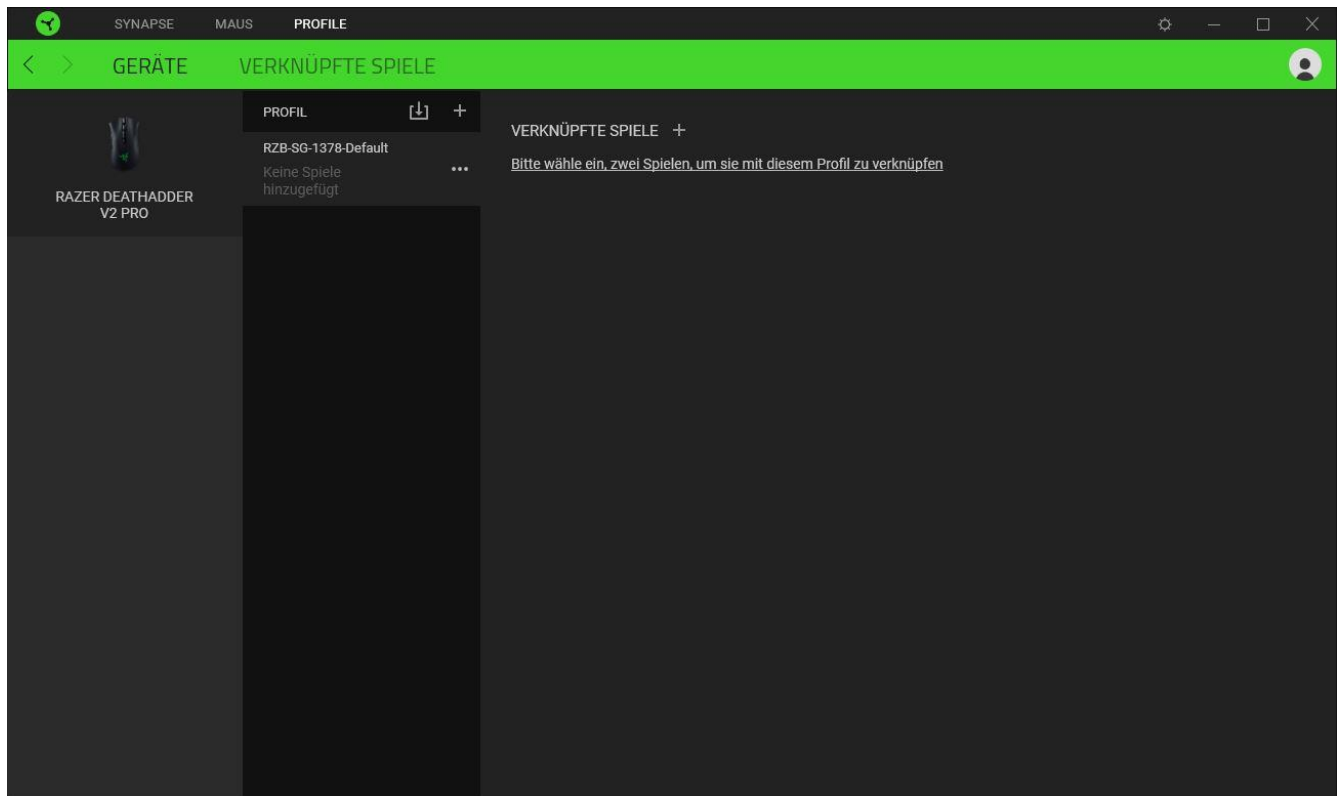 SYNAPSE MAUS PROFILE
GERÄTE VERKNÜPFTE SPIELE
RAZER DEATHADDER
V2 PRO
PROFIL
RZB-SG-1378-Default
Keine Spiele
hinzugefügt
VERKNÜPFTE SPIELE
Bitte wähle ein, zwei Spielen, um sie mit diesem Profil zu verknüpfen